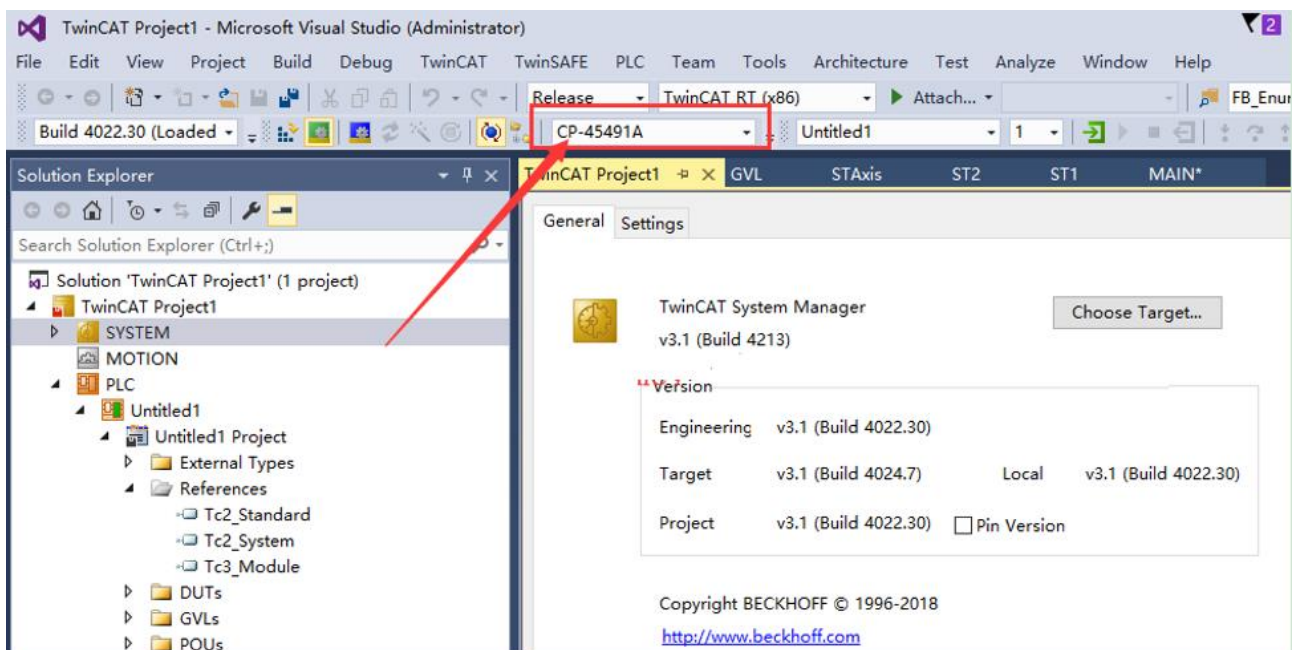 TwinCAT Project1 - Microsoft Visual Studio (Administrator)
2
File Edit View Project Build Debug TwinCAT TwinSAFE PLC Team Tools Architecture Test Analyze Window Help
Release TwinCAT RT (x86) Attach...
Build 4022.30 (Loaded CP-45491A Untitled1 1
Solution Explorer
TwinCAT Project1 GVL STAxis ST2 ST1 MAIN*
Search Solution Explorer (Ctrl+;)
Solution 'TwinCAT Project1' (1 project)
TwinCAT Project1
SYSTEM
MOTION
PLC
Untitled1
Untitled1 Project
External Types
References
Tc2_Standard
Tc2_System
Tc3_Module
DUTs
GVLs
POUs
General Settings
TwinCAT System Manager
v3.1 (Build 4213)
Choose Target...
Version
Engineering v3.1 (Build 4022.30)
Target v3.1 (Build 4024.7) Local v3.1 (Build 4022.30)
Project v3.1 (Build 4022.30) Pin Version
Copyright BECKHOFF © 1996-2018
http://www.beckhoff.com